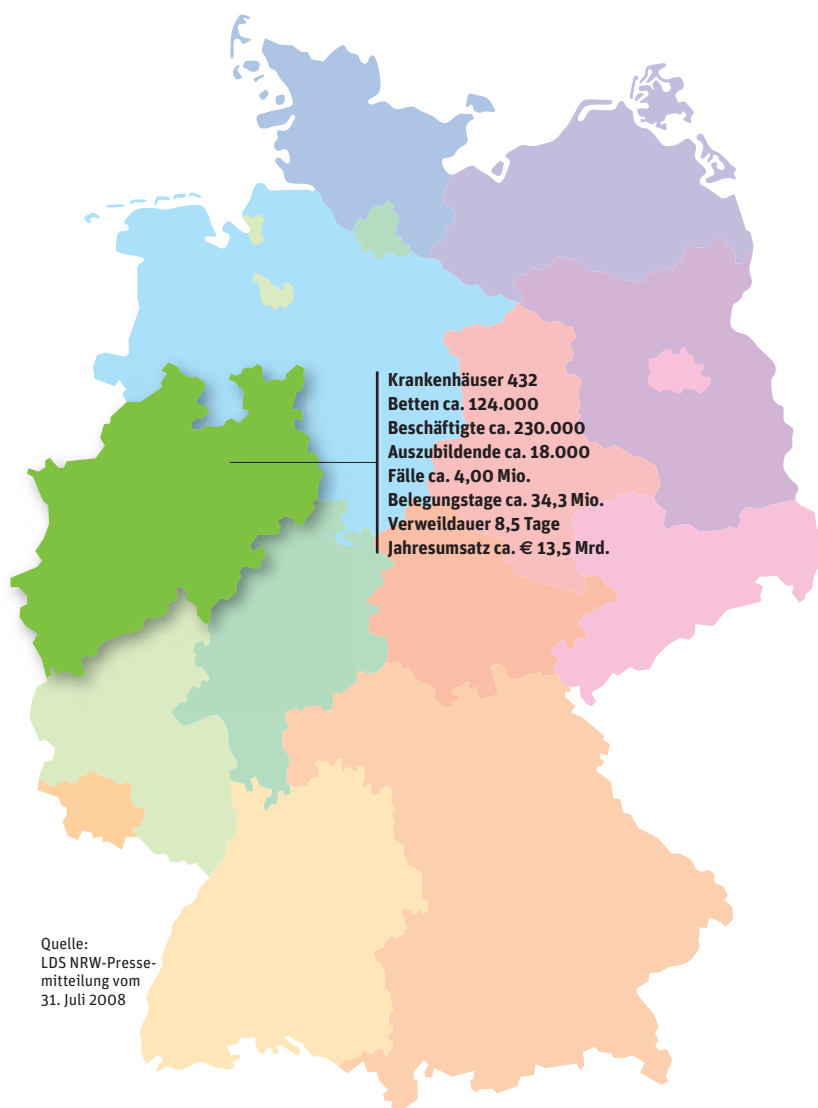 Krankenhäuser 432
Betten ca. 124.000
Beschäftigte ca. 230.000
Auszubildende ca. 18.000
Fälle ca. 4,00 Mio.
Belegungstage ca. 34,3 Mio.
Verweildauer 8,5 Tage
Jahresumsatz ca. € 13,5 Mrd.
Quelle:
LDS NRW-Presse-
mitteilung vom
31. Juli 2008